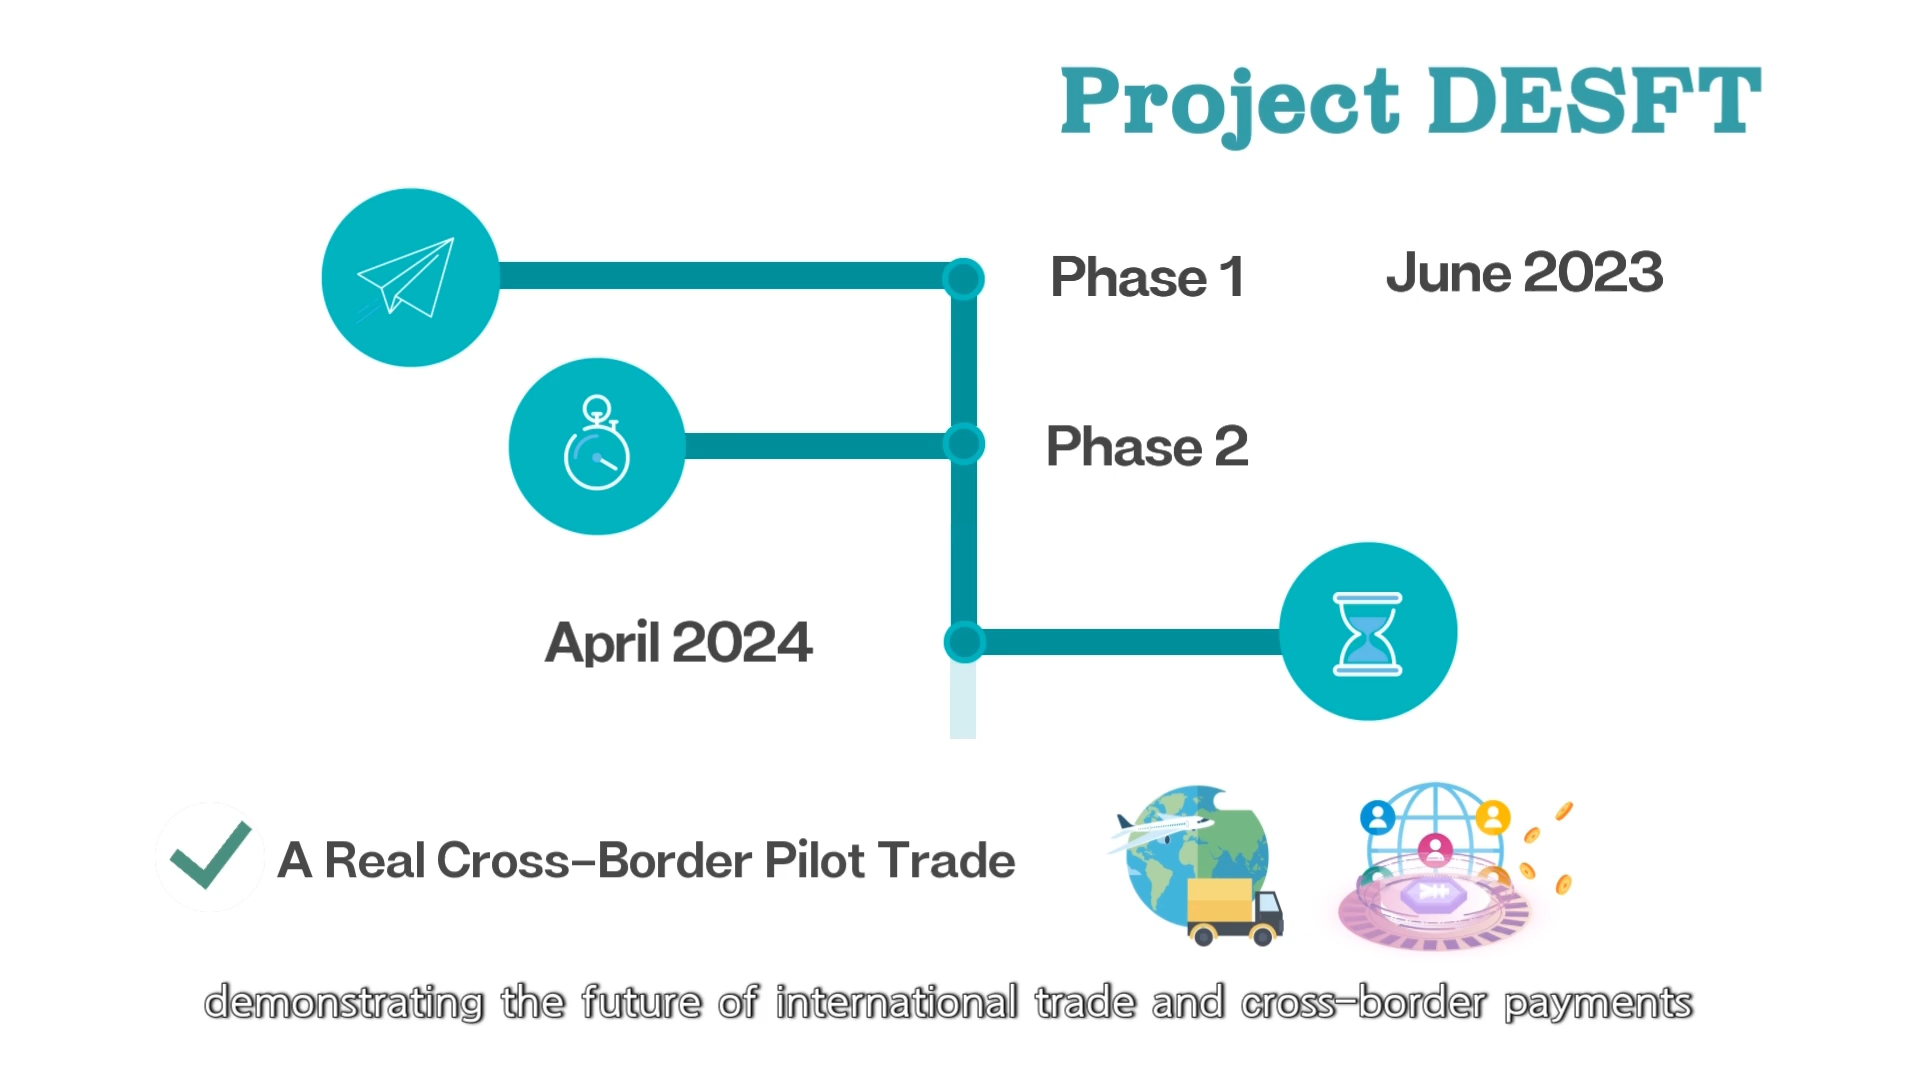 Project DESFT
Phase 1 June 2023
Phase 2
April 2024
A Real Cross-Border Pilot Trade
demonstrating the future of international trade and cross-border payments